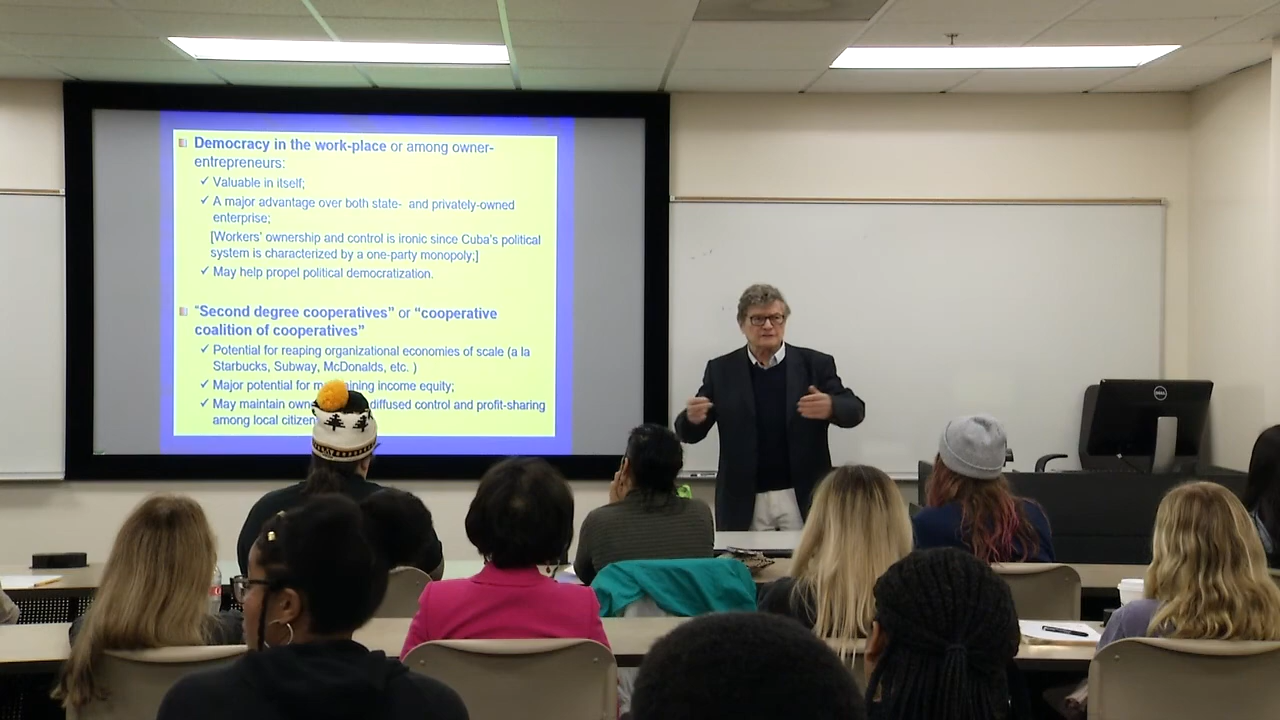 Democracy in the work-place or among owner-
entrepreneurs:
✓ Valuable in itself;
✓ A major advantage over both state- and privately-owned
enterprise;
[Workers' ownership and control is ironic since Cuba's political
system is characterized by a one-party monopoly;]
✓ May help propel political democratization.
"Second degree cooperatives" or "cooperative
coalition of cooperatives"
✓ Potential for reaping organizational economies of scale (a la
Starbucks, Subway, McDonalds, etc. )
✓ Major potential for income equity;
✓ May maintain diffused control and profit-sharing
among local
DELL